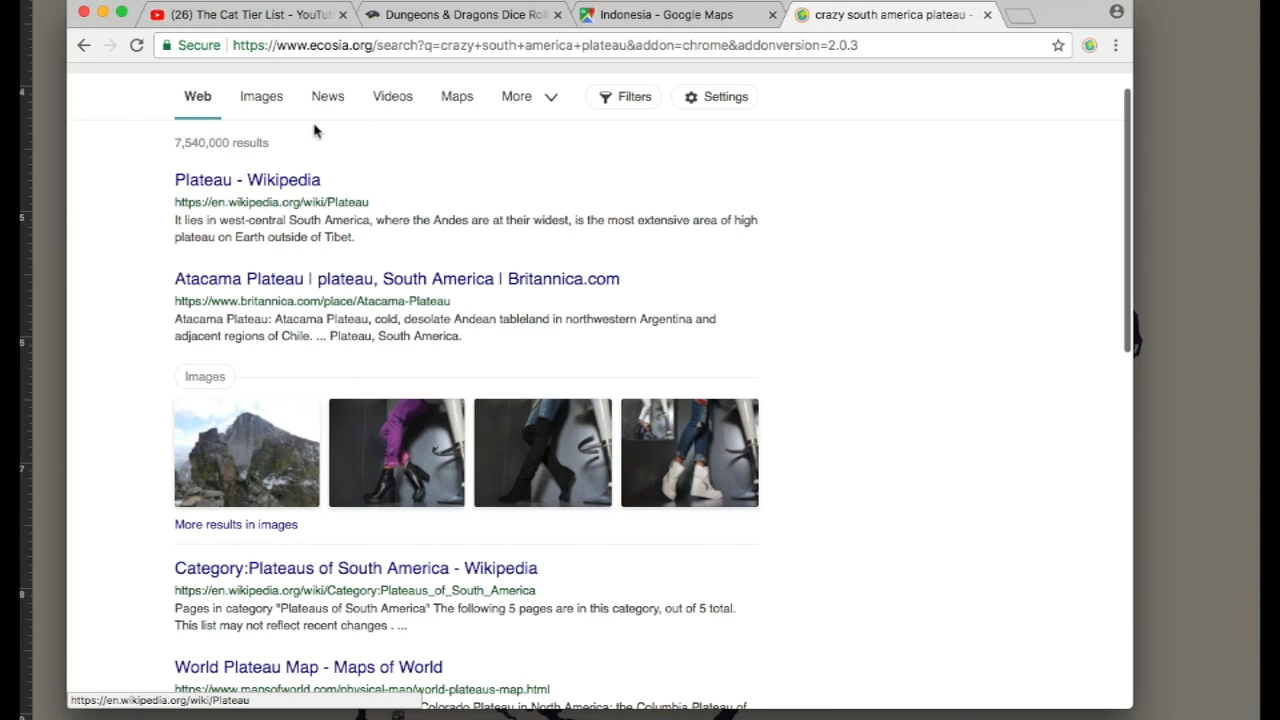 (26) The Cat Tier List - YouTu
Dungeons & Dragons Dice Roll
Indonesia - Google Maps
crazy south america plateau -
Secure
https://www.ecosia.org/search?q=crazy+south+america+plateau&addon=chrome&addonversion=2.0.3
Web
Images
News
Videos
Maps
More
Filters
Settings
7,540,000 results
Plateau - Wikipedia
https://en.wikipedia.org/wiki/Plateau
It lies in west-central South America, where the Andes are at their widest, is the most extensive area of high
plateau on Earth outside of Tibet.
Atacama Plateau | plateau, South America | Britannica.com
https://www.britannica.com/place/Atacama-Plateau
Atacama Plateau: Atacama Plateau, cold, desolate Andean tableland in northwestern Argentina and
adjacent regions of Chile. ... Plateau, South America.
Images
More results in images
Category:Plateaus of South America - Wikipedia
https://en.wikipedia.org/wiki/Category:Plateaus_of_South_America
Pages in category "Plateaus of South America" The following 5 pages are in this category, out of 5 total.
This list may not reflect recent changes . ...
World Plateau Map - Maps of World
https://www.mapsofworld.com/physical-map/world-plateaus-map.html
Colorado Plateau in North America; the Columbia Plateau of
https://en.wikipedia.org/wiki/Plateau
4
5
6
7
8